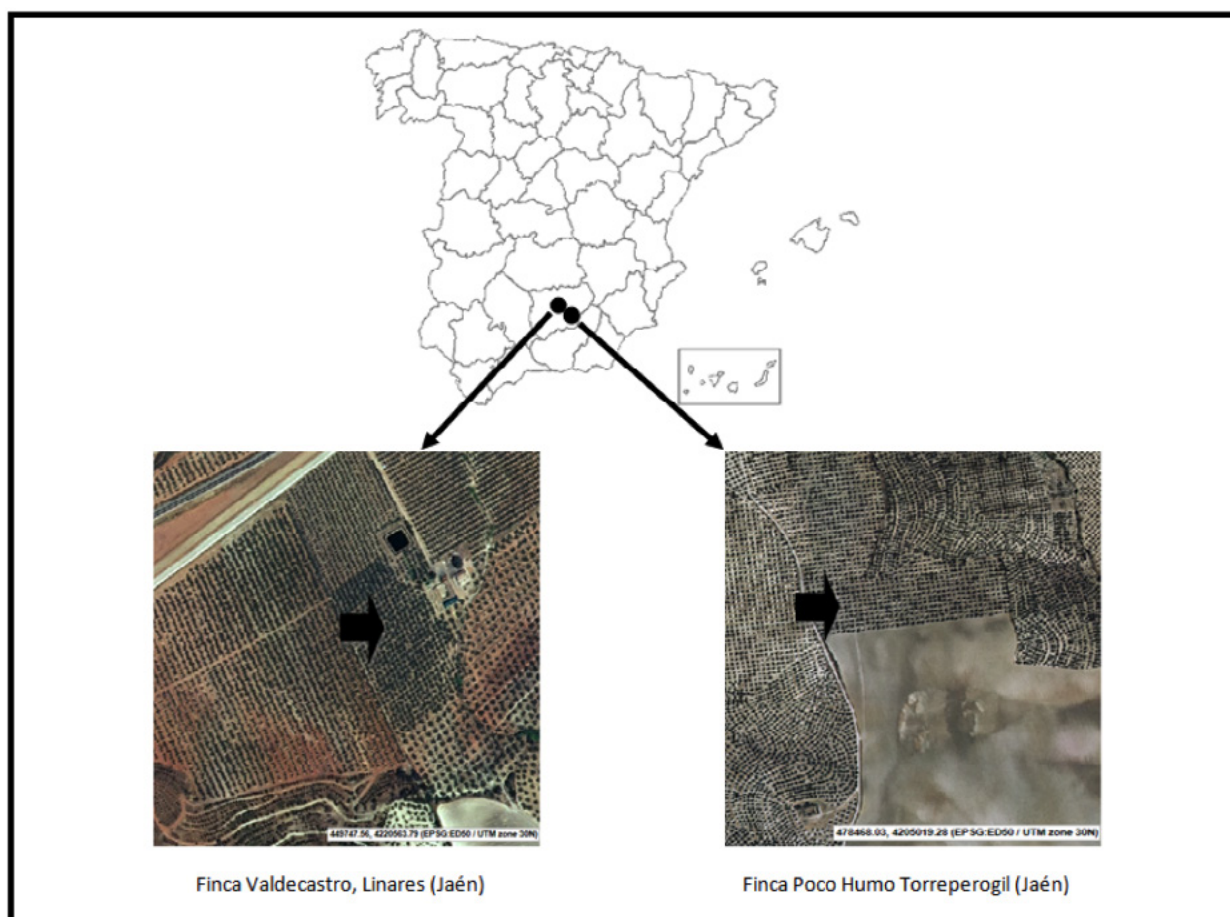 449747.56, 4220563.79 (EPSG:ED50 / UTM zone 30N)
478468.03, 4205019.28 (EPSG:ED50 / UTM zone 30N)
Finca Valdecastro, Linares (Jaén)
Finca Poco Humo Torreperogil (Jaén)